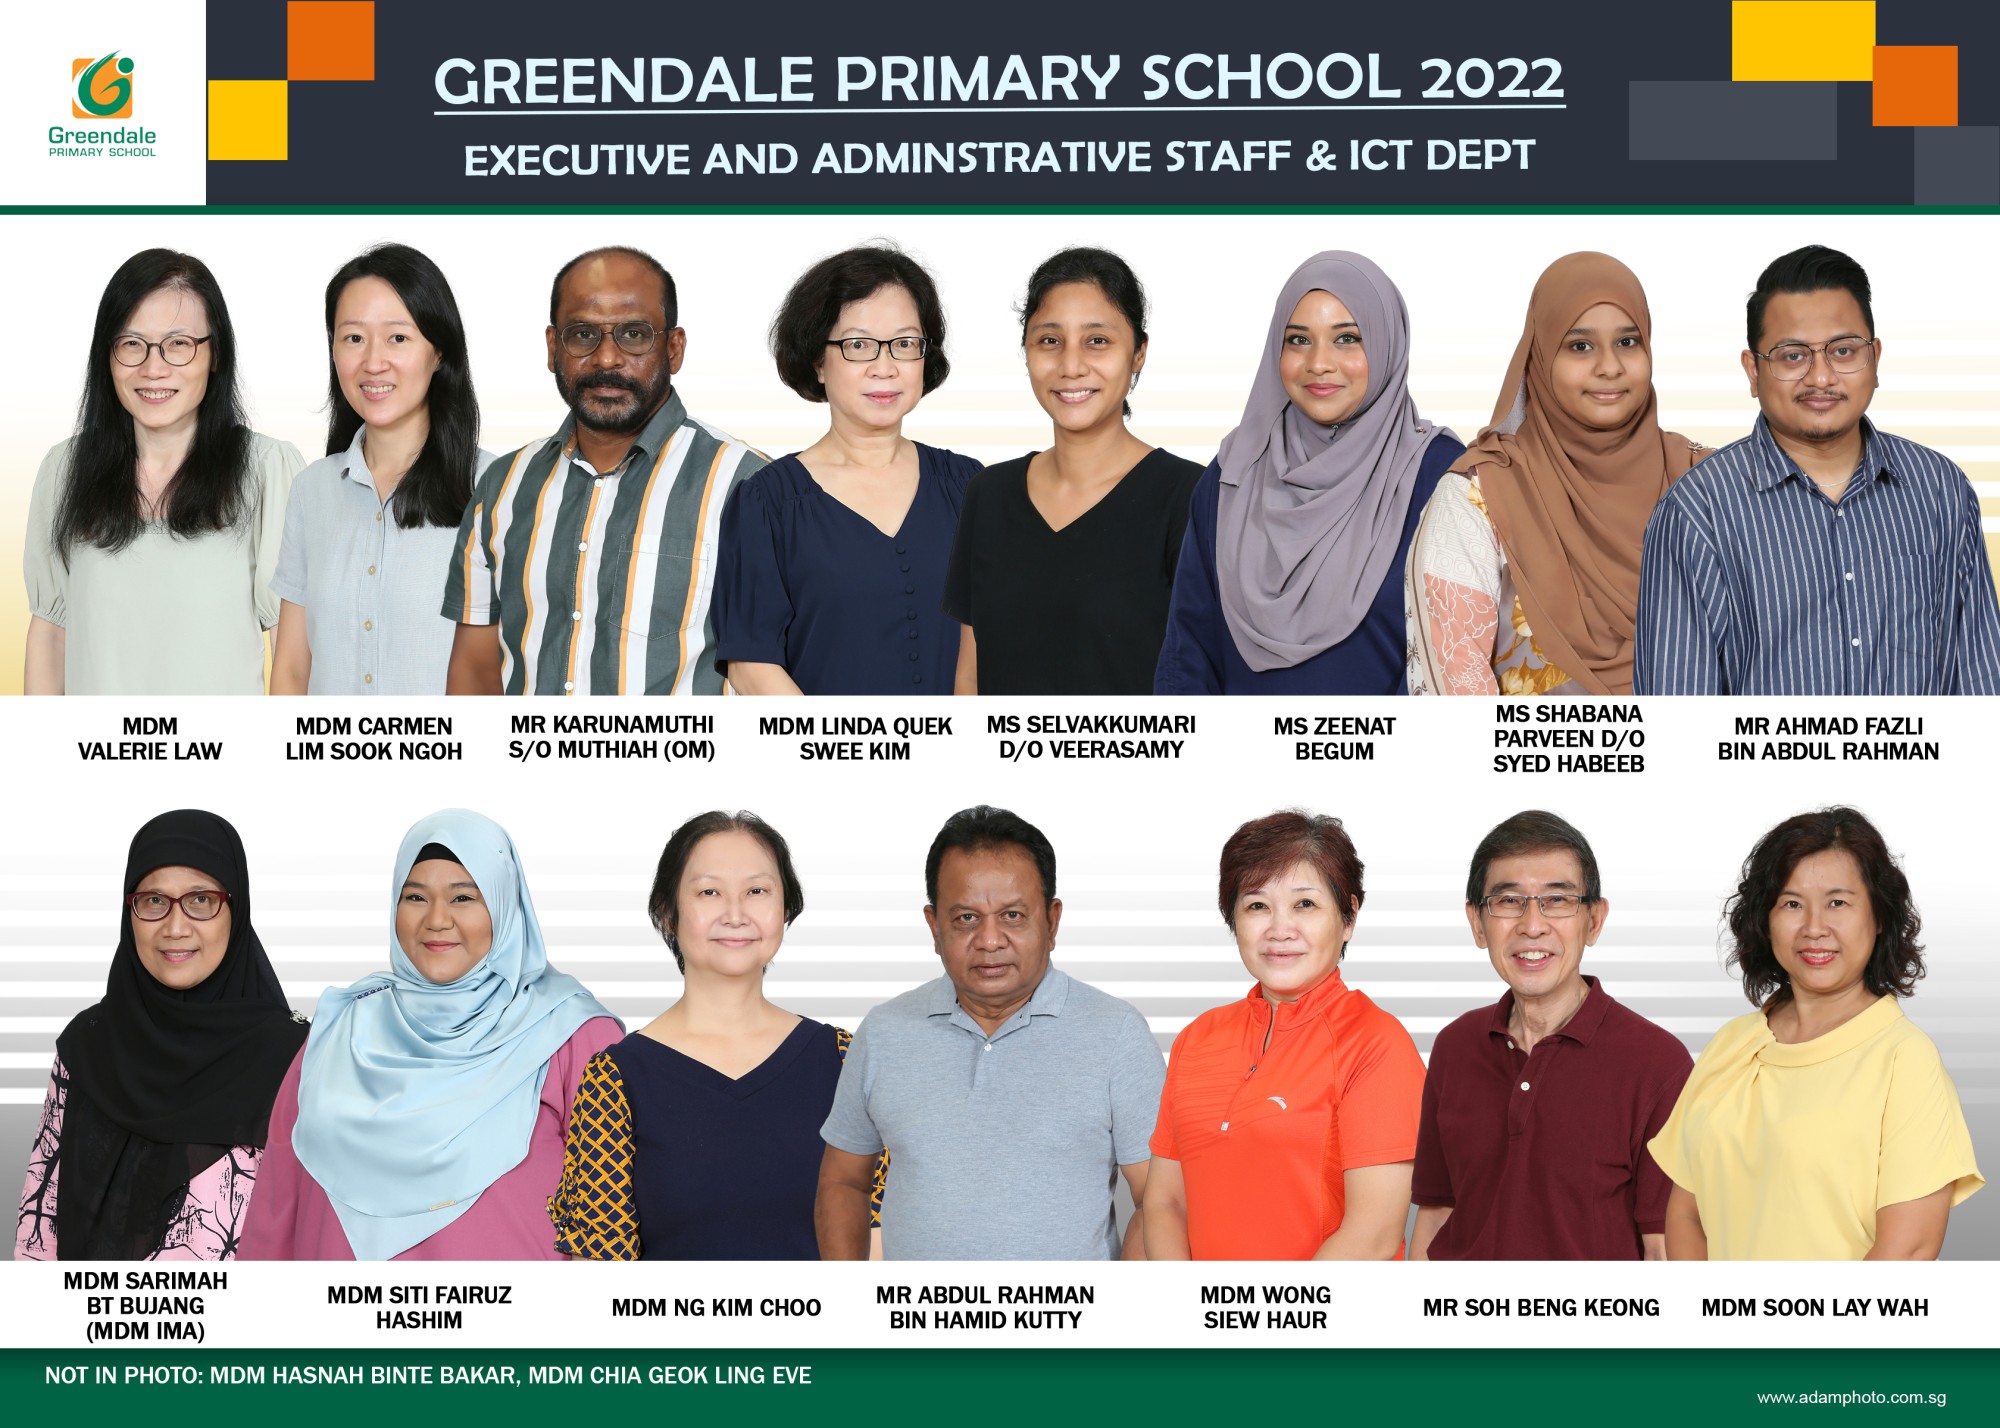 Greendale
PRIMARY SCHOOL
GREENDALE PRIMARY SCHOOL 2022
EXECUTIVE AND ADMINSTRATIVE STAFF & ICT DEPT
MDM
VALERIE LAW
MDM CARMEN
LIM SOOK NGOH
MR KARUNAMUTHI
S/O MUTHIAH (OM)
MDM LINDA QUEK
SWEE KIM
MS SELVAKKUMARI
D/O VEERASAMY
MS ZEENAT
BEGUM
MS SHABANA
PARVEEN D/O
SYED HABEEB
MR AHMAD FAZLI
BIN ABDUL RAHMAN
MDM SARIMAH
BT BUJANG
(MDM IMA)
MDM SITI FAIRUZ
HASHIM
MDM NG KIM CHOO
MR ABDUL RAHMAN
BIN HAMID KUTTY
MDM WONG
SIEW HAUR
MR SOH BENG KEONG
MDM SOON LAY WAH
NOT IN PHOTO: MDM HASNAH BINTE BAKAR, MDM CHIA GEOK LING EVE
www.adamphoto.com.sg